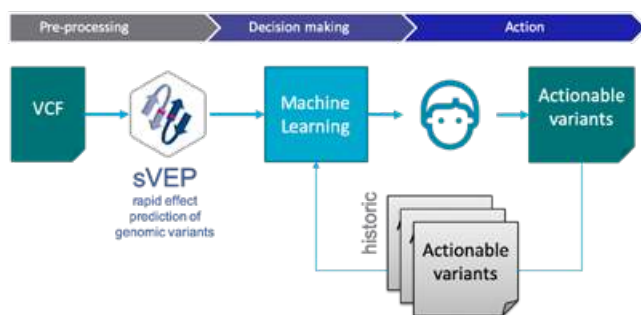 Pre-processing
Decision making
Action
VCF
sVEP
rapid effect
prediction of
genomic variants
Machine
Learning
Actionable
variants
historic
Actionable
variants